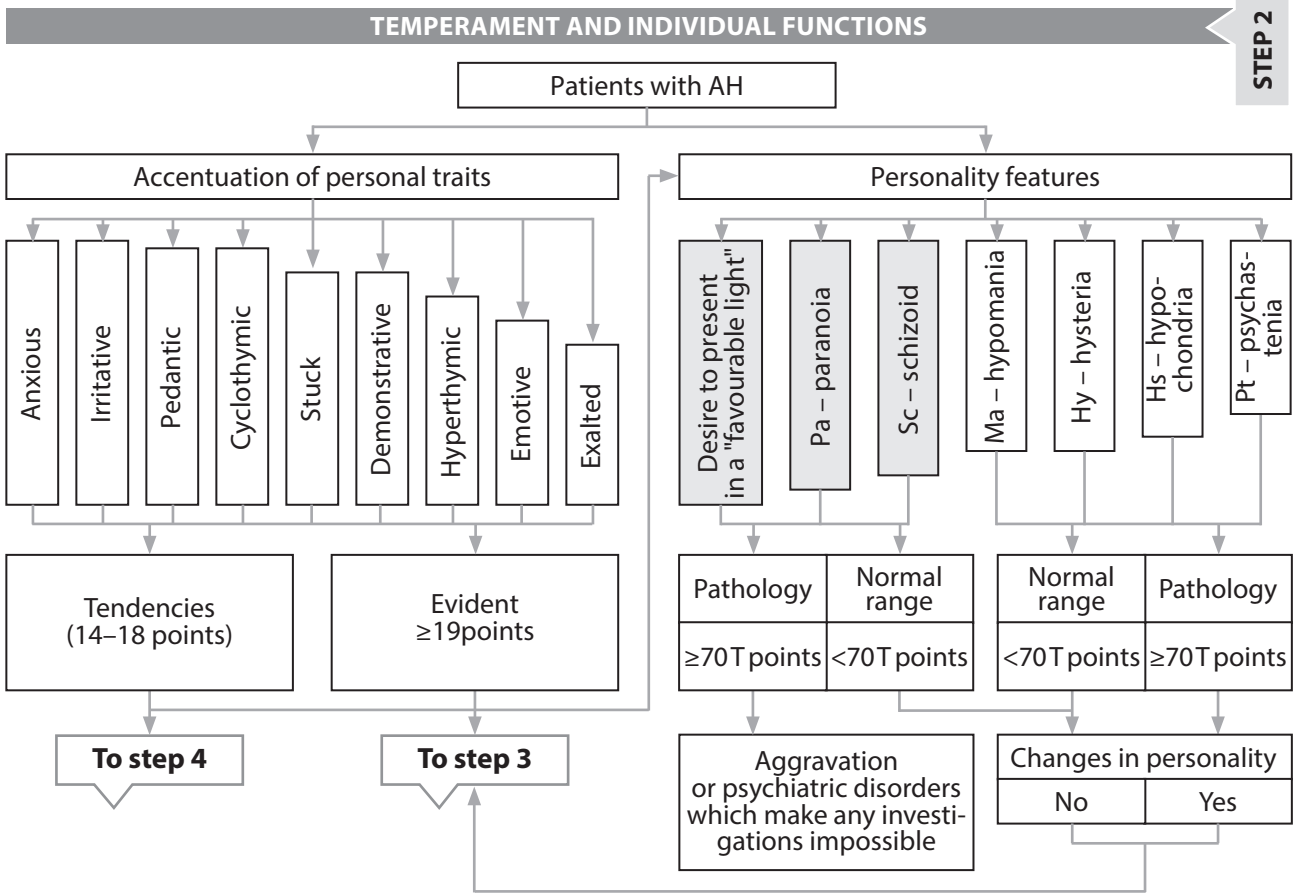 TEMPERAMENT AND INDIVIDUAL FUNCTIONS
STEP 2
Patients with AH
Accentuation of personal traits
Personality features
Anxious
Irritative
Pedantic
Cyclothymic
Stuck
Demonstrative
Hyperthymic
Emotive
Exalted
Desire to present
in a "favourable light"
Pa – paranoia
Sc – schizoid
Ma – hypomania
Hy – hysteria
Hs – hypo-
chondria
Pt – psychas-
tenia
Tendencies
(14–18 points)
Evident
≥19points
Pathology
≥70 T points
Normal
range
<70 T points
Normal
range
<70 T points
Pathology
≥70 T points
To step 4
To step 3
Aggravation
or psychiatric disorders
which make any investi-
gations impossible
Changes in personality
No
Yes